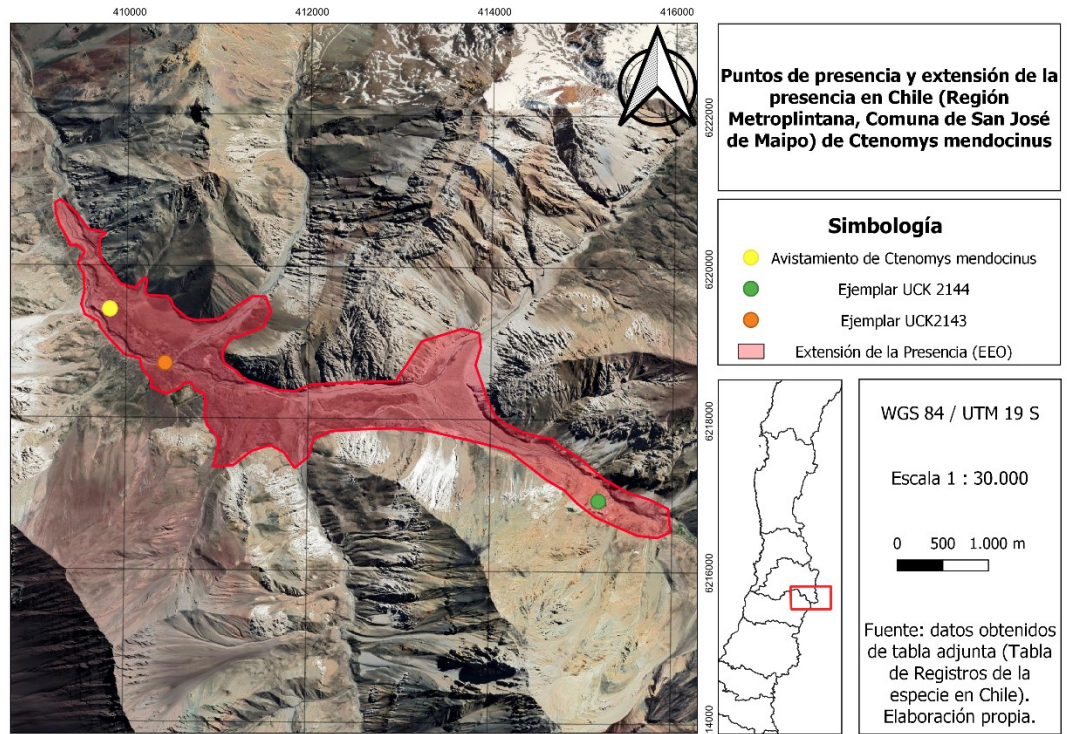 410000
412000
414000
416000
6222000
6220000
6218000
6216000
14000
Puntos de presencia y extensión de la
presencia en Chile (Región
Metroplintana, Comuna de San José
de Maipo) de Ctenomys mendocinus
Simbología
Avistamiento de Ctenomys mendocinus
Ejemplar UCK 2144
Ejemplar UCK2143
Extensión de la Presencia (EEO)
WGS 84 / UTM 19 S
Escala 1 : 30.000
0 500 1.000 m
Fuente: datos obtenidos
de tabla adjunta (Tabla
de Registros de la
especie en Chile).
Elaboración propia.